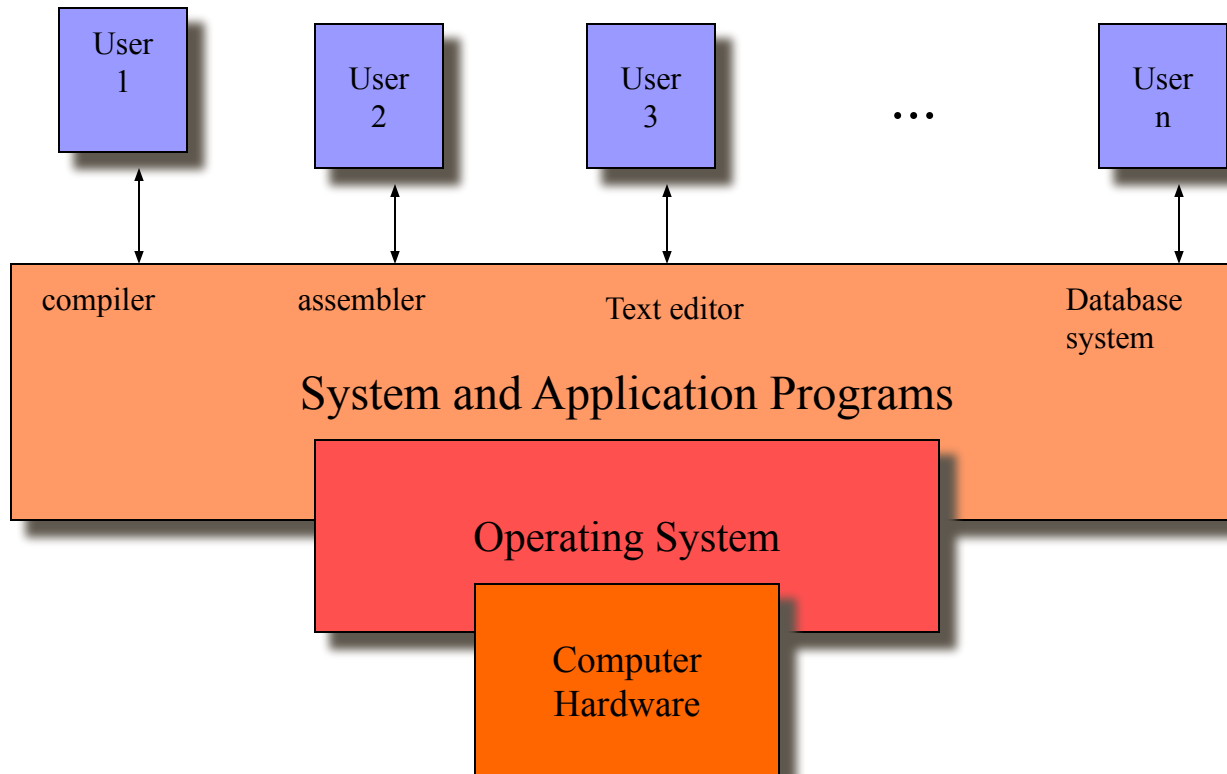 User
1
User
2
User
3
...
User
n
compiler
assembler
Text editor
Database
system
System and Application Programs
Operating System
Computer
Hardware